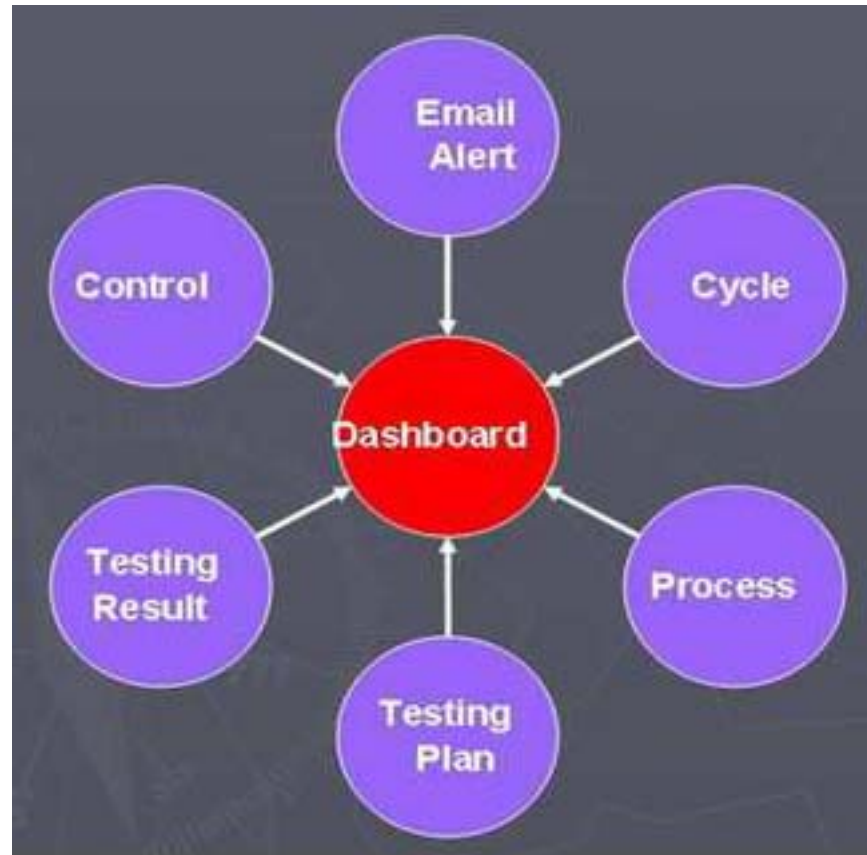 Email
Alert
Control
Cycle
Dashboard
Testing
Result
Process
Testing
Plan